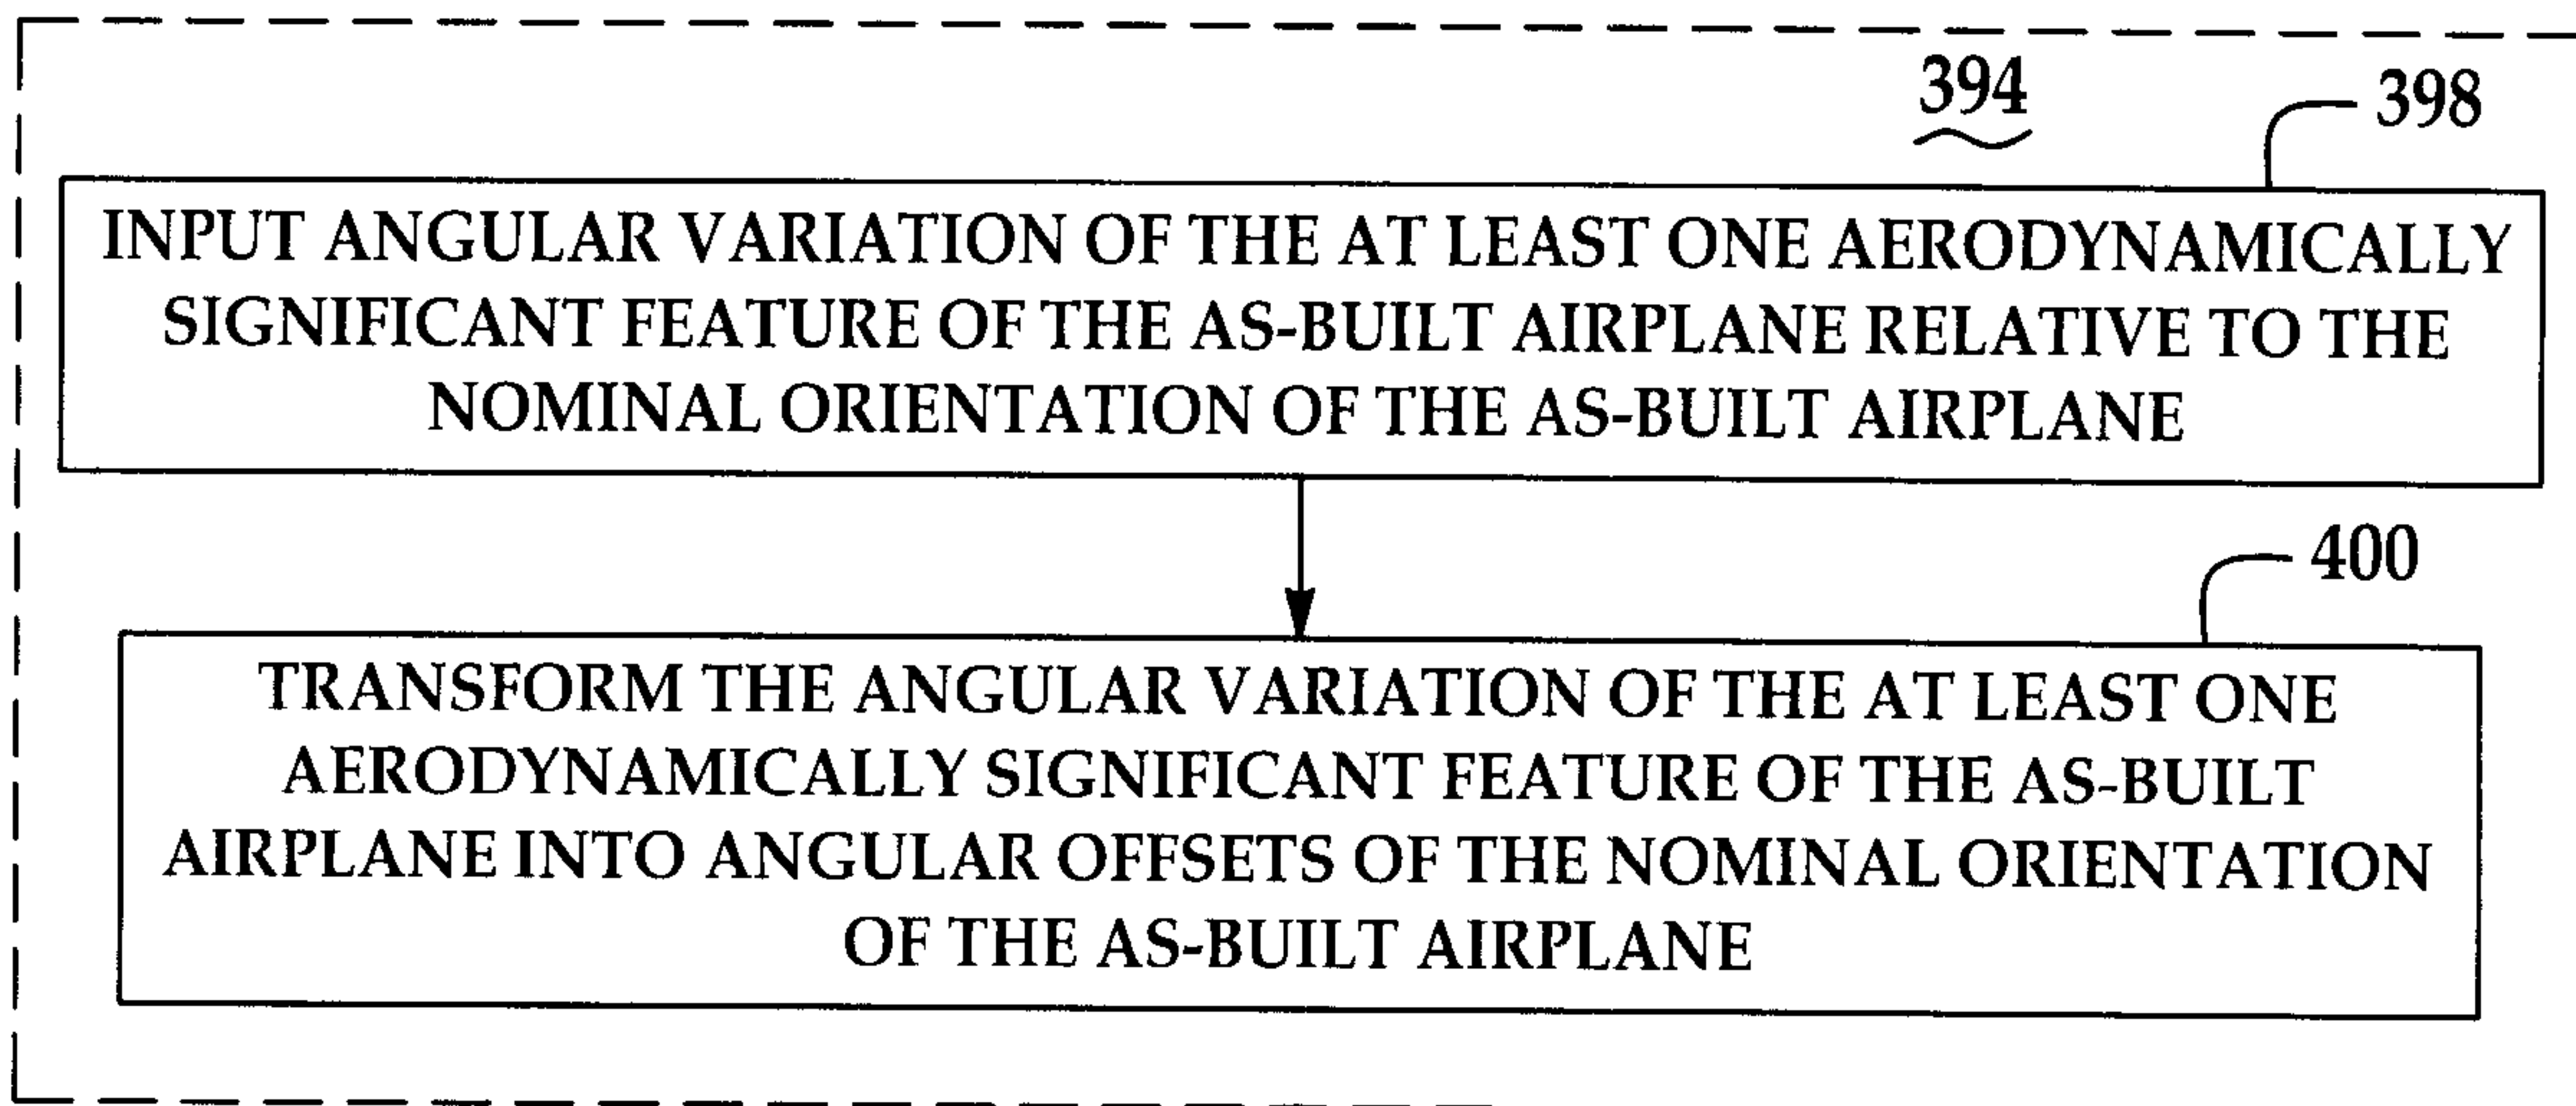 394
398
INPUT ANGULAR VARIATION OF THE AT LEAST ONE AERODYNAMICALLY
SIGNIFICANT FEATURE OF THE AS-BUILT AIRPLANE RELATIVE TO THE
NOMINAL ORIENTATION OF THE AS-BUILT AIRPLANE
400
TRANSFORM THE ANGULAR VARIATION OF THE AT LEAST ONE
AERODYNAMICALLY SIGNIFICANT FEATURE OF THE AS-BUILT
AIRPLANE INTO ANGULAR OFFSETS OF THE NOMINAL ORIENTATION
OF THE AS-BUILT AIRPLANE